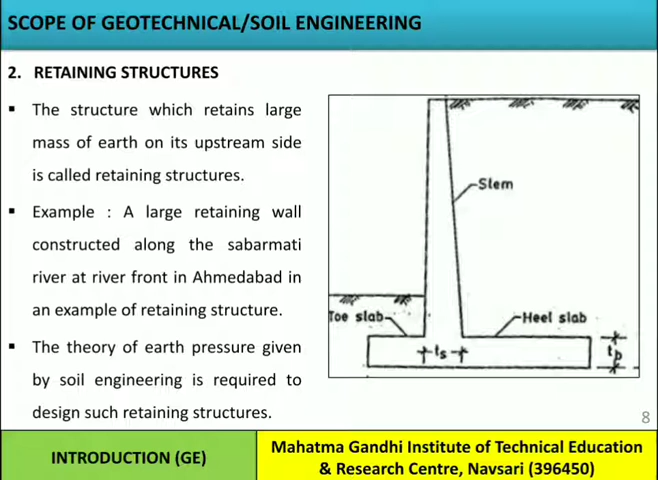 SCOPE OF GEOTECHNICAL/SOIL ENGINEERING
2. RETAINING STRUCTURES
▪ The structure which retains large
mass of earth on its upstream side
is called retaining structures.
▪ Example : A large retaining wall
constructed along the sabarmati
river at river front in Ahmedabad in
an example of retaining structure.
▪ The theory of earth pressure given
by soil engineering is required to
design such retaining structures.
Stem
Toe slab
Heel slab
ts
tb
8
INTRODUCTION (GE)
Mahatma Gandhi Institute of Technical Education
& Research Centre, Navsari (396450)